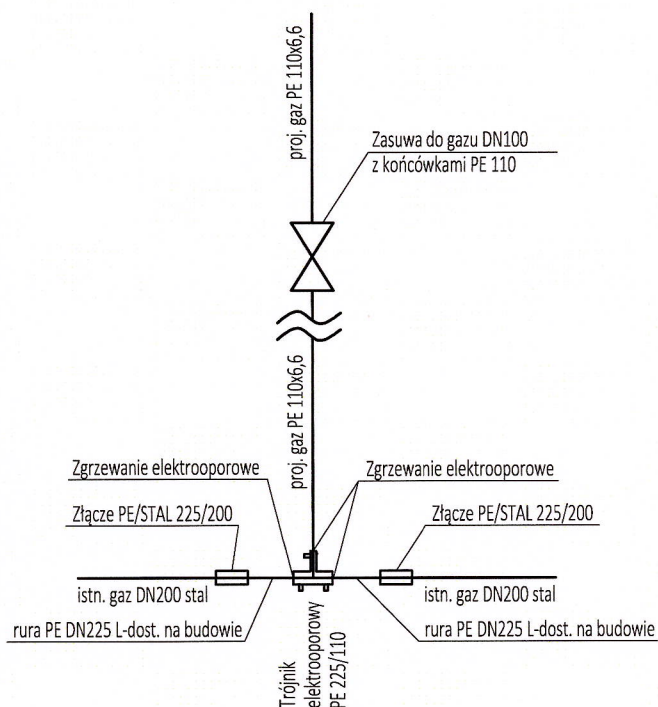 proj. gaz PE 110x6,6
Zasuwa do gazu DN100
z końcówkami PE 110
proj. gaz PE 110x6,6
Zgrzewanie elektrooporowe
Zgrzewanie elektrooporowe
Złącze PE/STAL 225/200
Złącze PE/STAL 225/200
istn. gaz DN200 stal
istn. gaz DN200 stal
rura PE DN225 L-dost. na budowie
rura PE DN225 L-dost. na budowie
Trójnik
elektrooporowy
PE 225/110